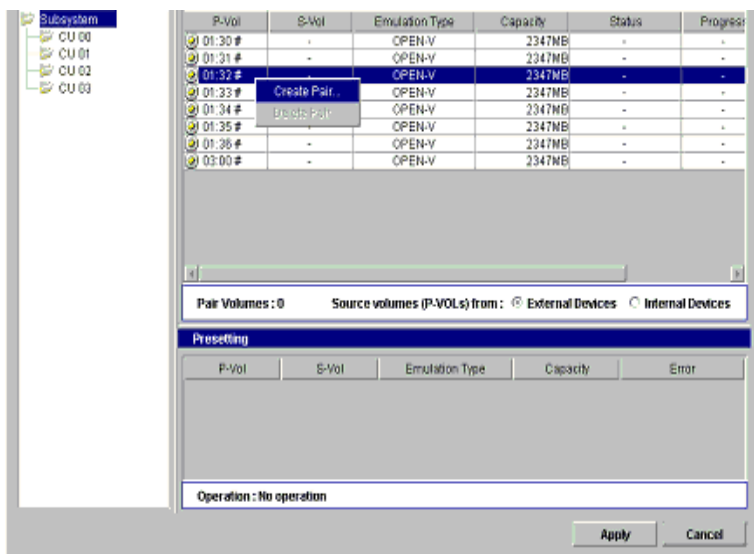 Subsystem
CU 00
CU 01
CU 02
CU 03
P-Vol S-Vol Emulation Type Capacity Status Progress
01:30 # - OPEN-V 2347MB - -
01:31 # - OPEN-V 2347MB - -
01:32 # - OPEN-V 2347MB - -
01:33 # OPEN-V 2347MB - -
Create Pair...
01:34 # OPEN-V 2347MB - -
Delete Pair
01:35 # - OPEN-V 2347MB - -
01:36 # - OPEN-V 2347MB - -
03:00 # - OPEN-V 2347MB - -
Pair Volumes : 0 Source volumes (P-VOLs) from : External Devices Internal Devices
Presetting
P-Vol S-Vol Emulation Type Capacity Error
Operation : No operation
Apply Cancel